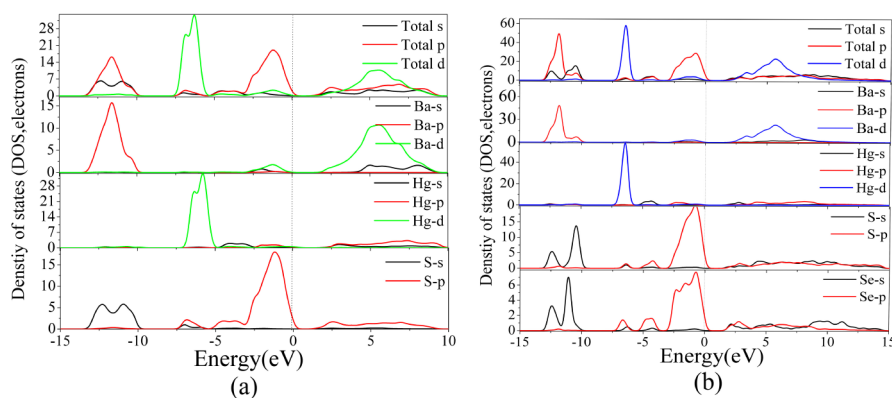 Denstiy of states (DOS,electrons)
28
21
14
7
0
Total s
Total p
Total d
15
10
5
0
Ba-s
Ba-p
Ba-d
28
21
14
7
0
Hg-s
Hg-p
Hg-d
15
10
5
0
S-s
S-p
-15 -10 -5 0 5 10
Energy(eV)
(a)
Denstiy of states (DOS,electrons)
60
40
20
0
Total s
Total p
Total d
60
30
0
Ba-s
Ba-p
Ba-d
40
20
0
Hg-s
Hg-p
Hg-d
15
10
5
0
S-s
S-p
6
4
2
0
Se-s
Se-p
-15 -10 -5 0 5 10 15
Energy(eV)
(b)